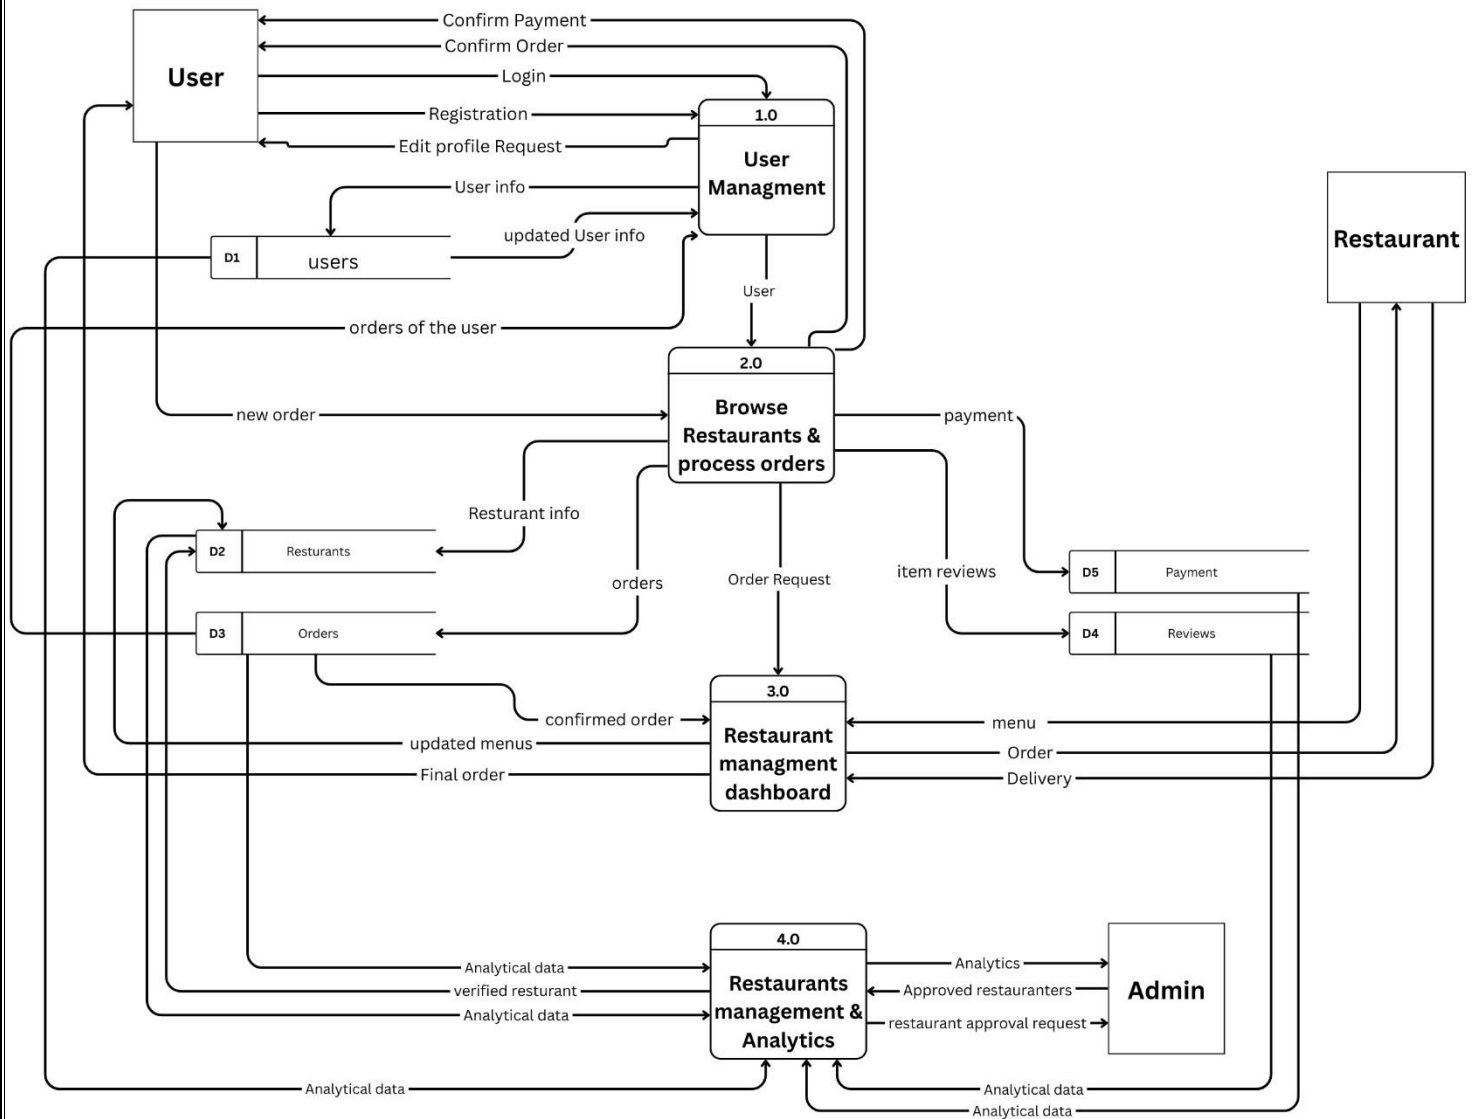 Confirm Payment
Confirm Order
User
Login
Registration
1.0
Edit profile Request
User
Managment
User info
Restaurant
updated User info
D1
users
User
orders of the user
2.0
Browse
Restaurants &
process orders
new order
payment
Resturant info
D2
Resturants
Order Request
item reviews
D5
Payment
orders
D3
Orders
D4
Reviews
3.0
confirmed order
menu
Restaurant
managment
dashboard
updated menus
Order
Final order
Delivery
4.0
Analytical data
Analytics
Restaurants
management &
Analytics
verified resturant
Approved restauranters
Admin
Analytical data
restaurant approval request
Analytical data
Analytical data
Analytical data